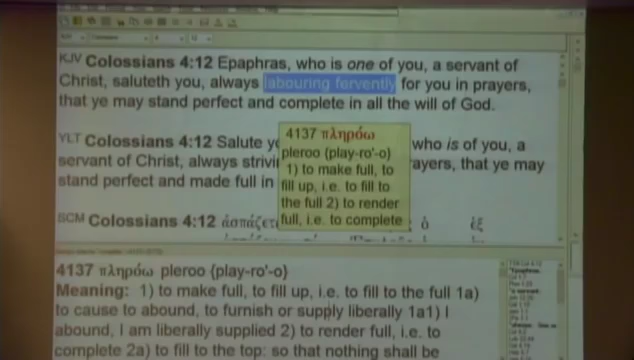 KJV Colossians 4:12 Epaphras, who is one of you, a servant of
Christ, saluteth you, always labouring fervently for you in prayers,
that ye may stand perfect and complete in all the will of God.
YLT Colossians 4:12 Salute yo who is of you, a
servant of Christ, always strivi rayers, that ye may
stand perfect and made full in
4137 πληρόω
pleroo {play-ro'-o}
1) to make full, to
fill up, i.e. to fill to
the full 2) to render
full, i.e. to complete
Colossians 4:12 ἀσπάζετα ὁ ἐξ
4137 πληρόω pleroo {play-ro'-o}
Meaning: 1) to make full, to fill up, i.e. to fill to the full 1a)
to cause to abound, to furnish or supply liberally 1a1) I
abound, I am liberally supplied 2) to render full, i.e. to
complete 2a) to fill to the top: so that nothing shall be